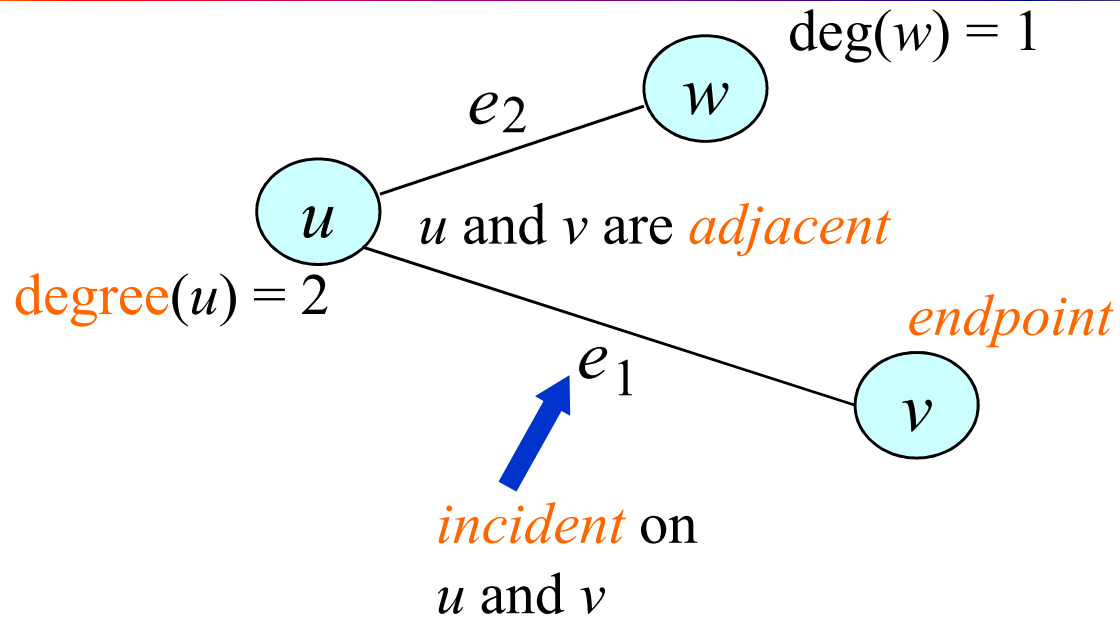 deg(w) = 1
e2
w
u
u and v are adjacent
degree(u) = 2
endpoint
e1
v
incident on
u and v